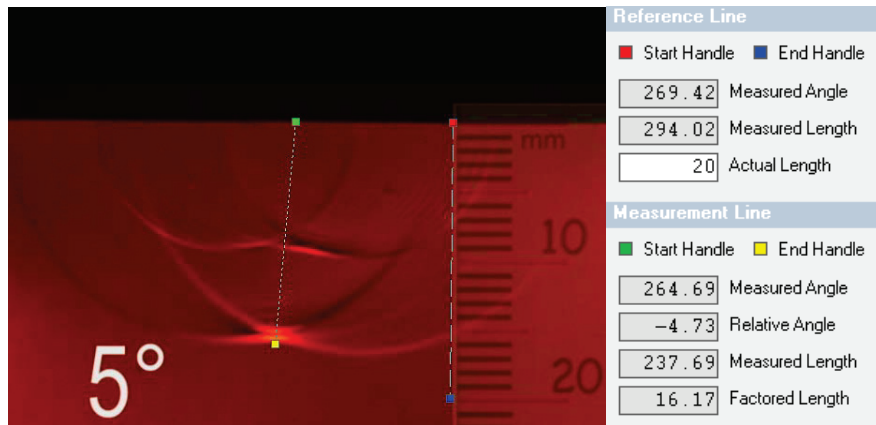 mm
10
20
5°
Reference Line
Start Handle End Handle
269.42 Measured Angle
294.02 Measured Length
20 Actual Length
Measurement Line
Start Handle End Handle
264.69 Measured Angle
-4.73 Relative Angle
237.69 Measured Length
16.17 Factored Length